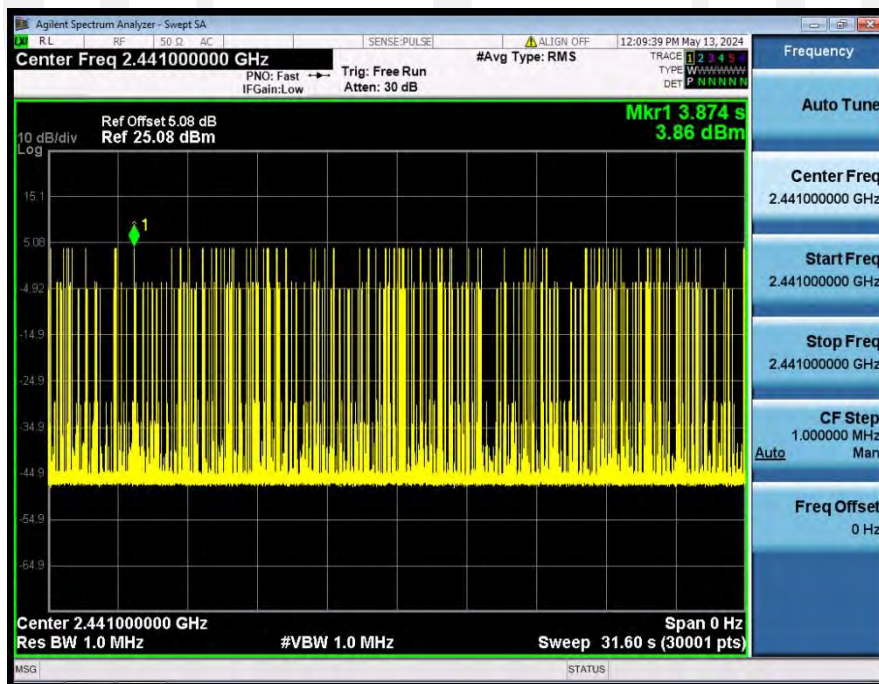 Agilent Spectrum Analyzer - Swept SA
RL RF 50 Ω AC SENSE:PULSE ALIGN OFF 12:09:39 PM May 13, 2024
Center Freq 2.441000000 GHz
#Avg Type: RMS
TRACE 1 2 3 4 5 6
PNO: Fast Trig: Free Run
TYPE WWWWWW
IFGain:Low Atten: 30 dB
DET P N N N N N
Ref Offset 5.08 dB
Mkr1 3.874 s
10 dB/div Ref 25.08 dBm
3.86 dBm
Log
15.1
1
5.08
-4.92
-14.9
-24.9
-34.9
-44.9
-54.9
-64.9
Center 2.441000000 GHz Span 0 Hz
Res BW 1.0 MHz #VBW 1.0 MHz Sweep 31.60 s (30001 pts)
MSG STATUS
Frequency
Auto Tune
Center Freq
2.441000000 GHz
Start Freq
2.441000000 GHz
Stop Freq
2.441000000 GHz
CF Step
1.000000 MHz
Auto Man
Freq Offset
0 Hz